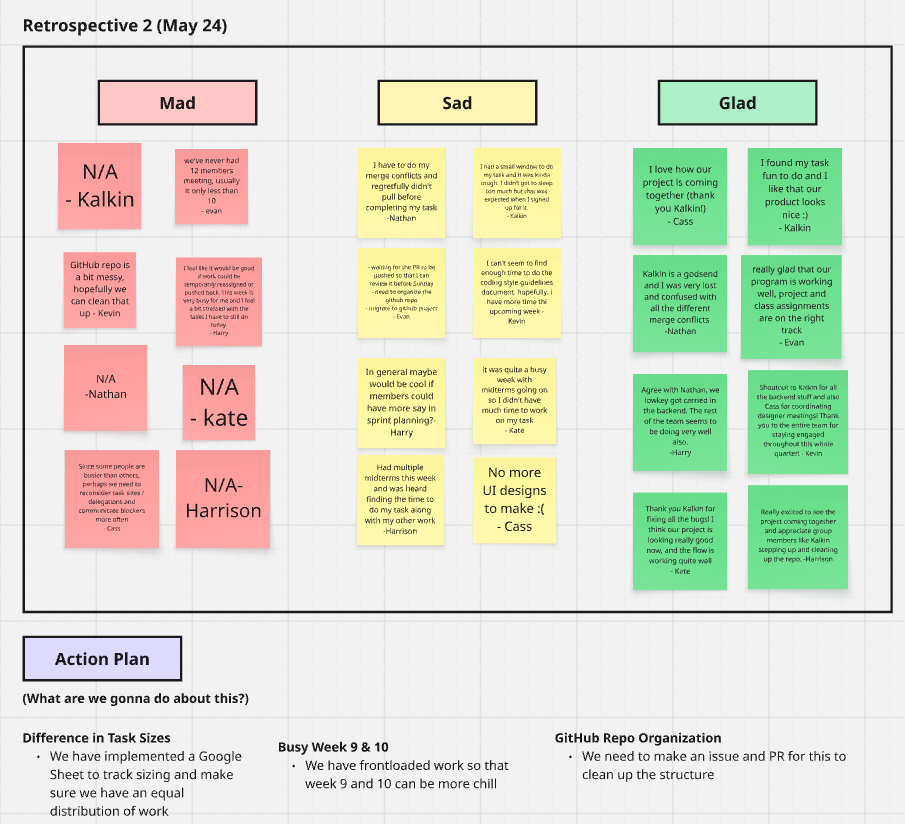 Retrospective 2 (May 24)
Mad
N/A
- Kalkin
we've never had
12 members
meeting, usually
it only less than
10
- evan
GitHub repo is
a bit messy,
hopefully we
can clean that
up - Kevin
I feel like it would be good
if work could be
temporarily reassigned or
pushed back. This week is
very busy for me and I feel
a bit stressed with the
tasks I have to still do
today.
- Harry
N/A
-Nathan
N/A
- kate
Since some people are
busier than others,
perhaps we need to
reconsider task sizes /
delegations and
communicate blockers
more often
-Cass
N/A-
Harrison
Sad
I have to do my
merge conflicts and
regretfully didn't
pull before
completing my task
-Nathan
I had a small window to do
my task and it was kinda
rough. I didn't get to sleep
too much but that was
expected when I signed
up for it.
- Kalkin
- waiting for the PR to be
pushed so that I can
review it before Sunday
- need to organize the
github repo
- migrate to github project
- Evan
I can't seem to find
enough time to do the
coding style guidelines
document, hopefully, i
have more time thi
upcoming week -
Kevin
In general maybe
would be cool if
members could
have more say in
sprint planning?-
Harry
it was quite a busy
week with
midterms going on
so I didn't have
much time to work
on my task
- Kate
Had multiple
midterms this week
and was heard
finding the time to
do my task along
with my other work
-Harrison
No more
UI designs
to make :(
- Cass
Glad
I love how our
project is coming
together (thank
you Kalkin!)
- Cass
I found my task
fun to do and I
like that our
product looks
nice :)
- Kalkin
Kalkin is a godsend
and I was very lost
and confused with
all the different
merge conflicts
-Nathan
really glad that our
program is working
well, project and
class assignments
are on the right
track
- Evan
Agree with Nathan, we
lowkey got carried in
the backend. The rest
of the team seems to
be doing very well
also.
-Harry
Shoutout to Kalkin for all
the backend stuff and also
Cass for coordinating
designer meetings! Thank
you to the entire team for
staying engaged
throughout this whole
quarter! - Kevin
Thank you Kalkin for
fixing all the bugs! I
think our project is
looking really good
now, and the flow is
working quite well
- Kate
Really excited to see the
project coming together
and appreciate group
members like Kalkin
stepping up and cleaning
up the repo. -Harrison
Action Plan
(What are we gonna do about this?)
Difference in Task Sizes
• We have implemented a Google
Sheet to track sizing and make
sure we have an equal
distribution of work
Busy Week 9 & 10
• We have frontloaded work so that
week 9 and 10 can be more chill
GitHub Repo Organization
• We need to make an issue and PR for this to
clean up the structure